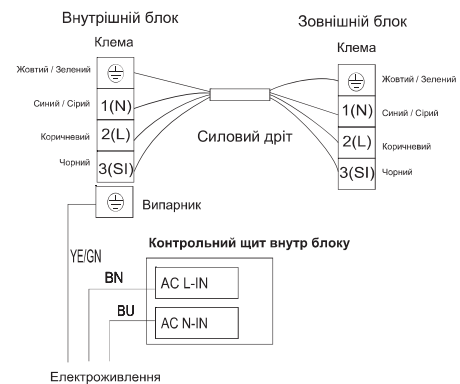 Внутрішній блок
Клема
Жовтий / Зелений
Синий / Сірий
1(N)
Коричневий
2(L)
Чорний
3(SI)
Випарник
Силовий дріт
Зовнішній блок
Клема
Жовтий / Зелений
1(N)
Синий / Сірий
2(L)
Коричневий
3(SI)
Чорний
Контрольний щит внутр блоку
YE/GN
BN
AC L-IN
BU
AC N-IN
Електроживлення